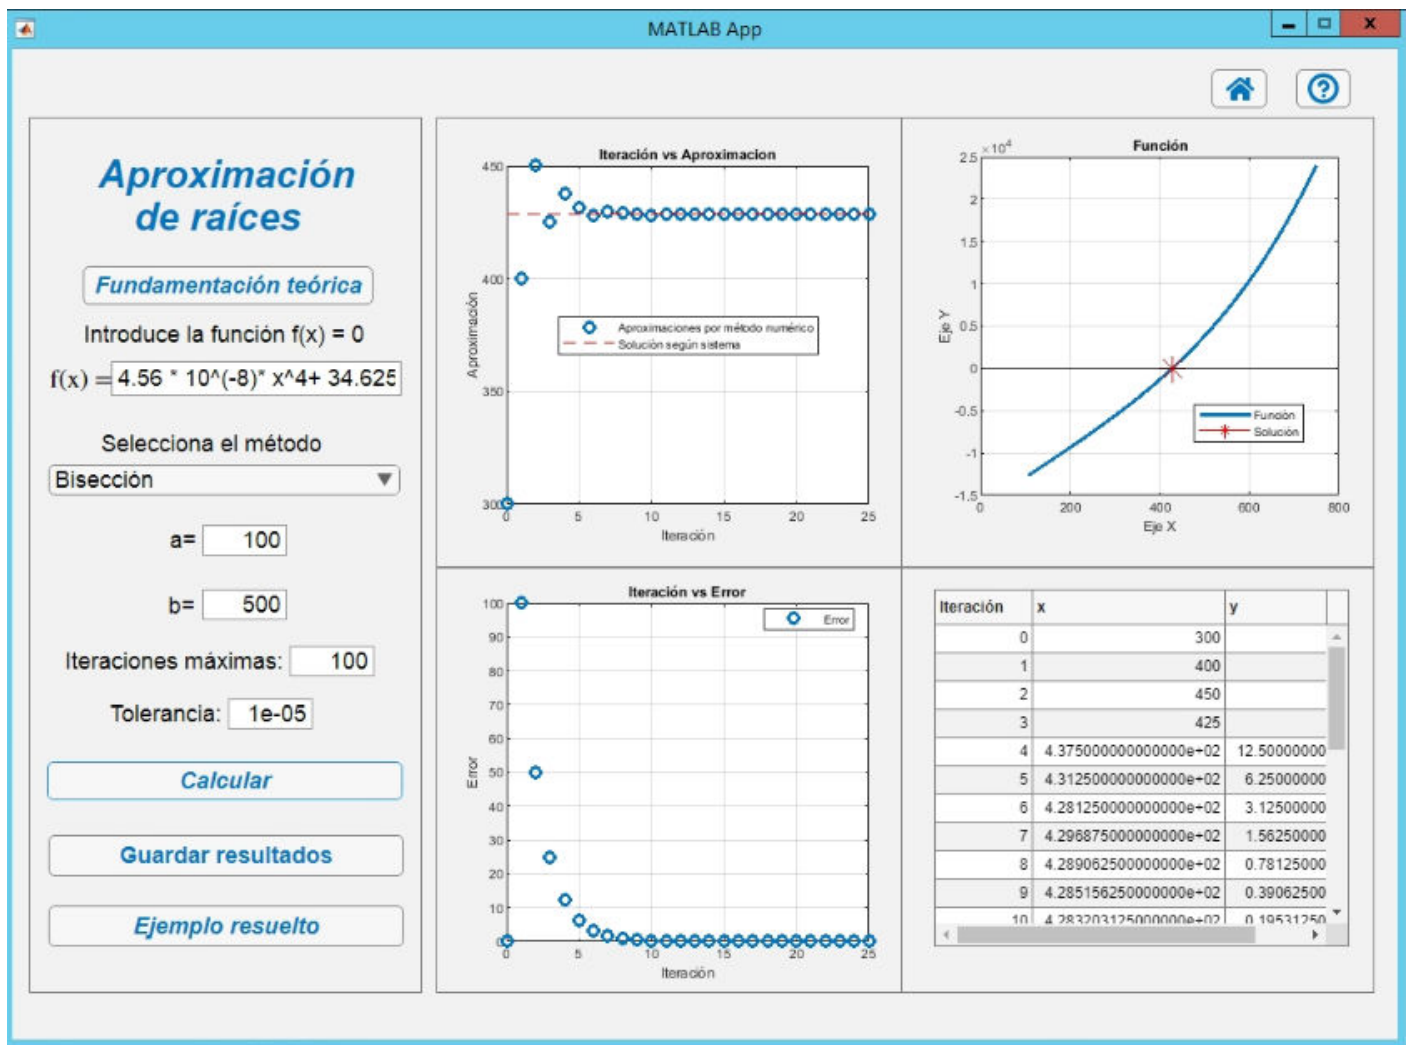 MATLAB App
Aproximación
de raíces
Fundamentación teórica
Introduce la función f(x) = 0
f(x) = 4.56 * 10^(-8)* x^4+ 34.625
Selecciona el método
Bisección
a= 100
b= 500
Iteraciones máximas: 100
Tolerancia: 1e-05
Calcular
Guardar resultados
Ejemplo resuelto
Iteración vs Aproximacion
450
400
350
300
Aproximación
Aproximaciones por método numérico
Solución según sistema
0 5 10 15 20 25
Iteración
Función
×10^4
2.5
2
1.5
1
0.5
0
-0.5
-1
-1.5
Eje Y
Función
Solución
0 200 400 600 800
Eje X
Iteración vs Error
Error
100
90
80
70
60
50
40
30
20
10
0
Error
0 5 10 15 20 25
Iteración
Iteración x y
0 300
1 400
2 450
3 425
4 4.375000000000000e+02 12.50000000
5 4.312500000000000e+02 6.25000000
6 4.281250000000000e+02 3.12500000
7 4.296875000000000e+02 1.56250000
8 4.289062500000000e+02 0.78125000
9 4.285156250000000e+02 0.39062500
10 4.283203125000000e+02 0.19531250